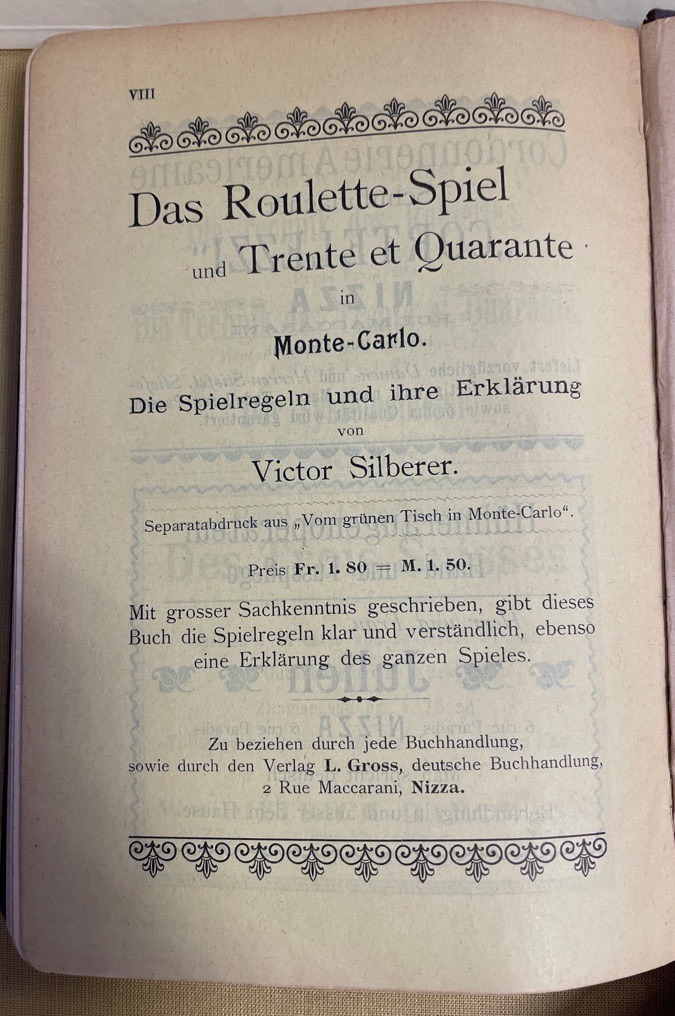 VIII
Das Roulette-Spiel
und Trente et Quarante
in
Monte-Carlo.
Die Spielregeln und ihre Erklärung
von
Victor Silberer.
Separatabdruck aus „Vom grünen Tisch in Monte-Carlo“.
Preis Fr. 1. 80 = M. 1. 50.
Mit grosser Sachkenntnis geschrieben, gibt dieses
Buch die Spielregeln klar und verständlich, ebenso
eine Erklärung des ganzen Spieles.
Zu beziehen durch jede Buchhandlung,
sowie durch den Verlag L. Gross, deutsche Buchhandlung,
2 Rue Maccarani, Nizza.